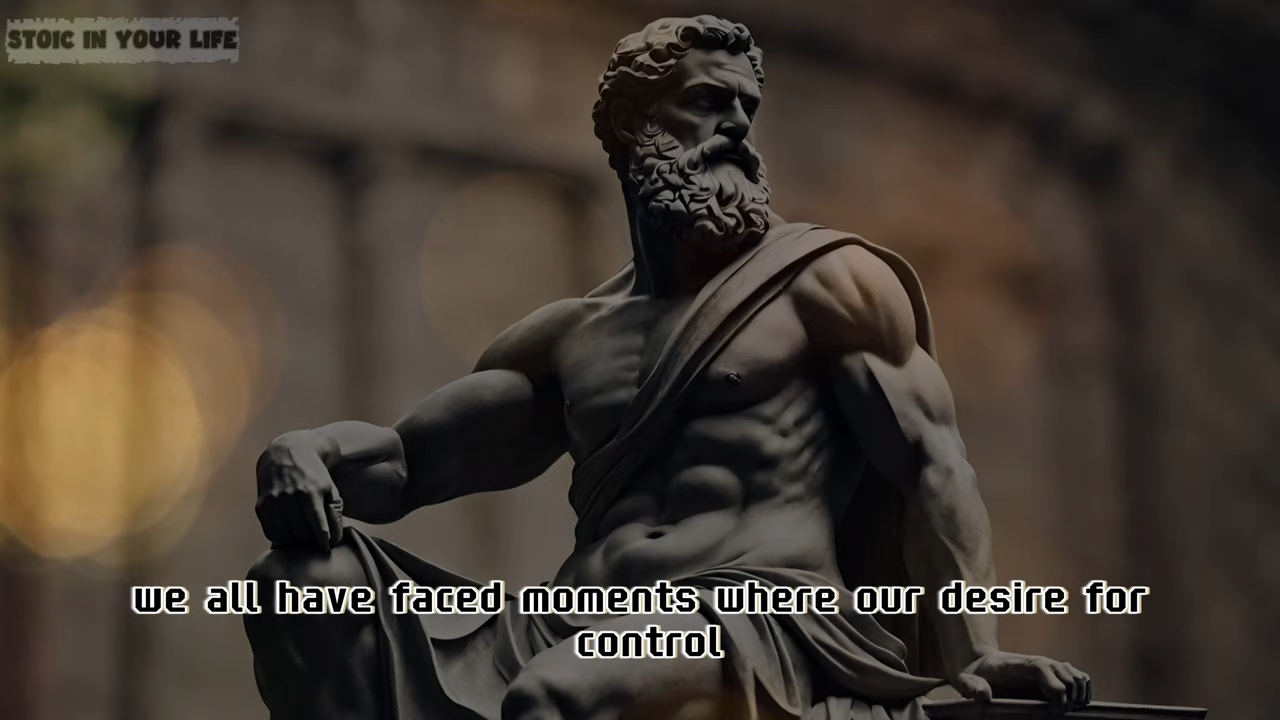 STOIC IN YOUR LIFE
we all have faced moments where our desire for
control